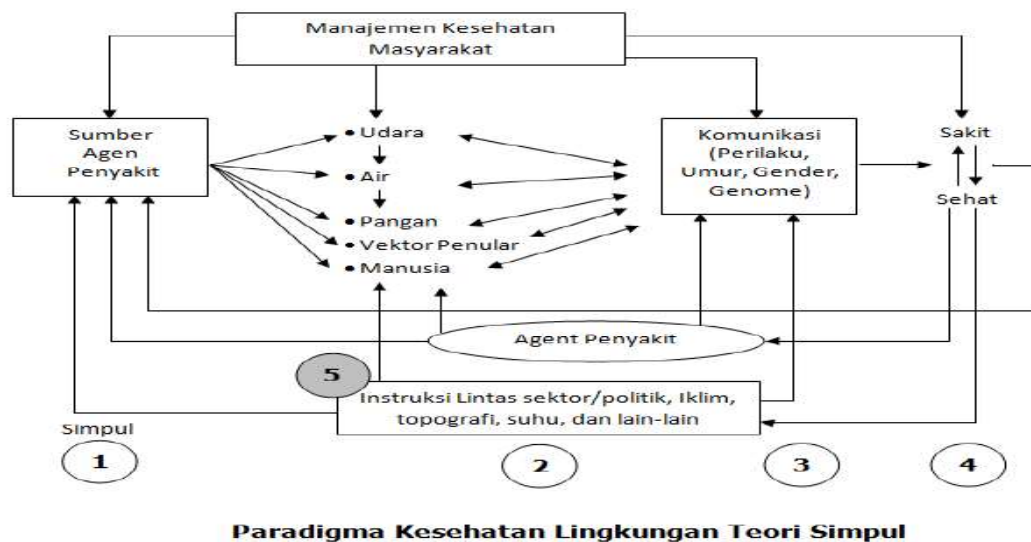 Manajemen Kesehatan
Masyarakat
Sumber
Agen
Penyakit
• Udara
• Air
• Pangan
• Vektor Penular
• Manusia
Komunikasi
(Perilaku,
Umur, Gender,
Genome)
Sakit
Sehat
Agent Penyakit
5
Instruksi Lintas sektor/politik, Iklim,
topografi, suhu, dan lain-lain
Simpul
1
2
3
4
Paradigma Kesehatan Lingkungan Teori Simpul